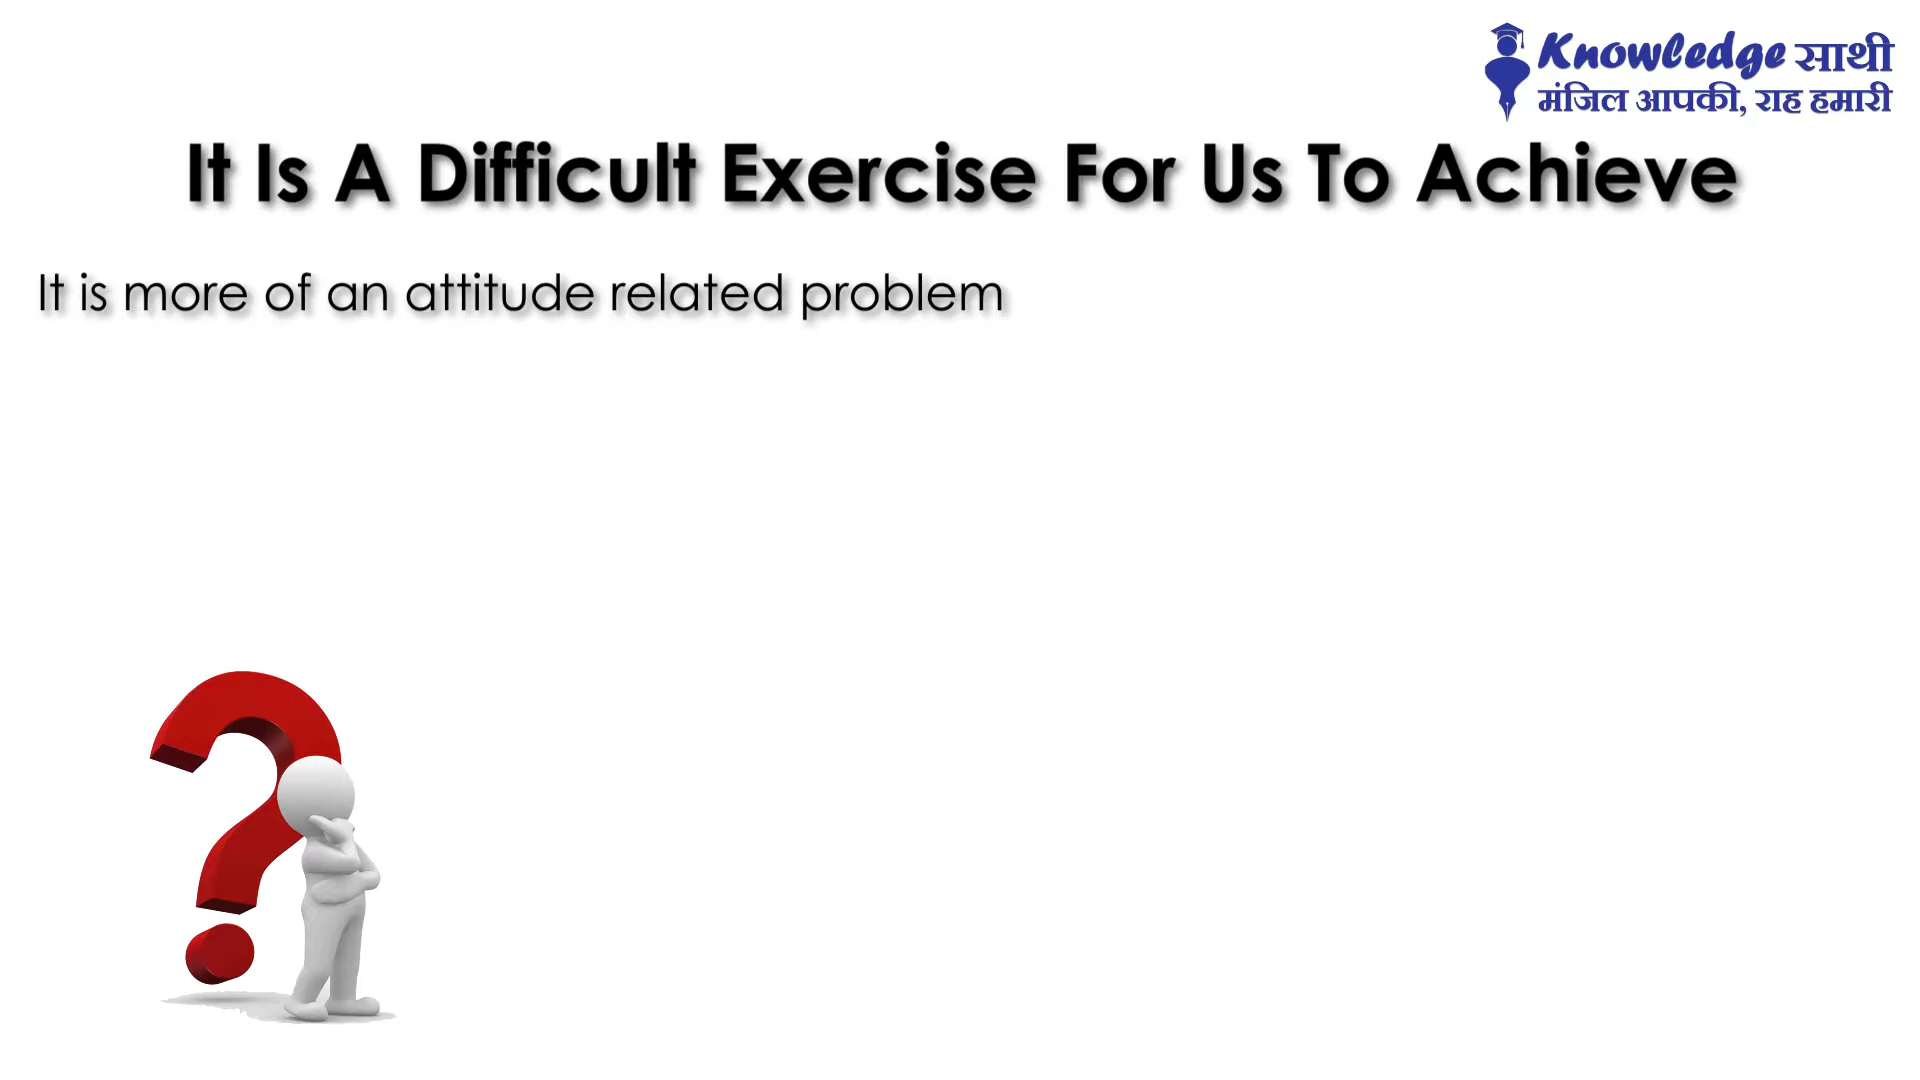 Knowledge साथी
मंजिल आपकी, राह हमारी
It Is A Difficult Exercise For Us To Achieve
It is more of an attitude related problem